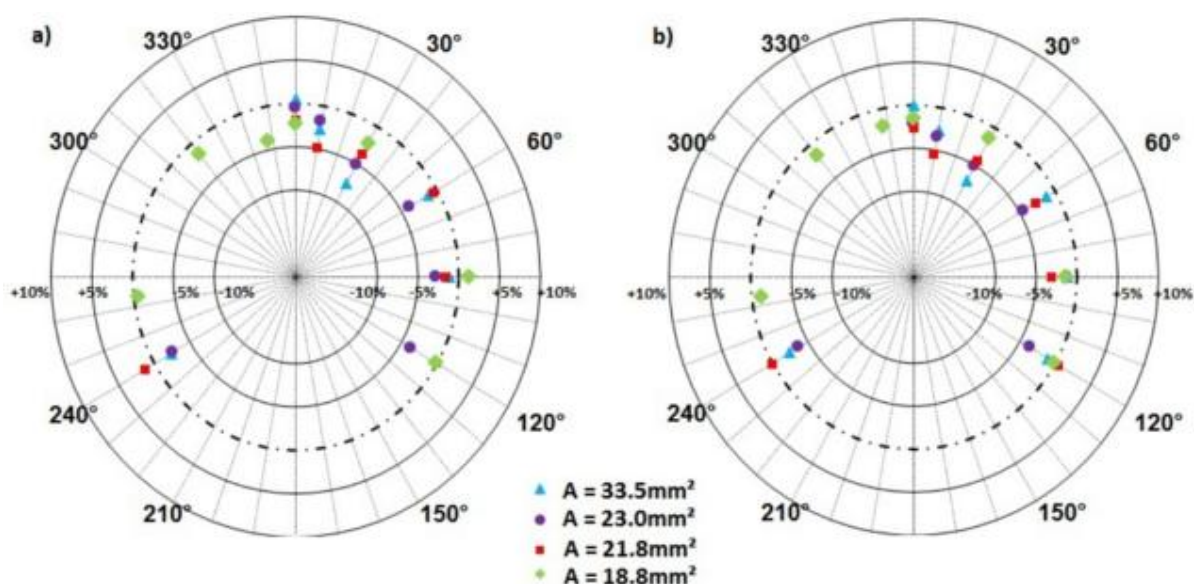 a)
330°
30°
300°
60°
+10% +5% -5% -10% -10% -5% +5% +10%
240°
120°
210°
150°
b)
330°
30°
300°
60°
+10% +5% -5% -10% -10% -5% +5% +10%
240°
120°
210°
150°
A = 33.5mm²
A = 23.0mm²
A = 21.8mm²
A = 18.8mm²